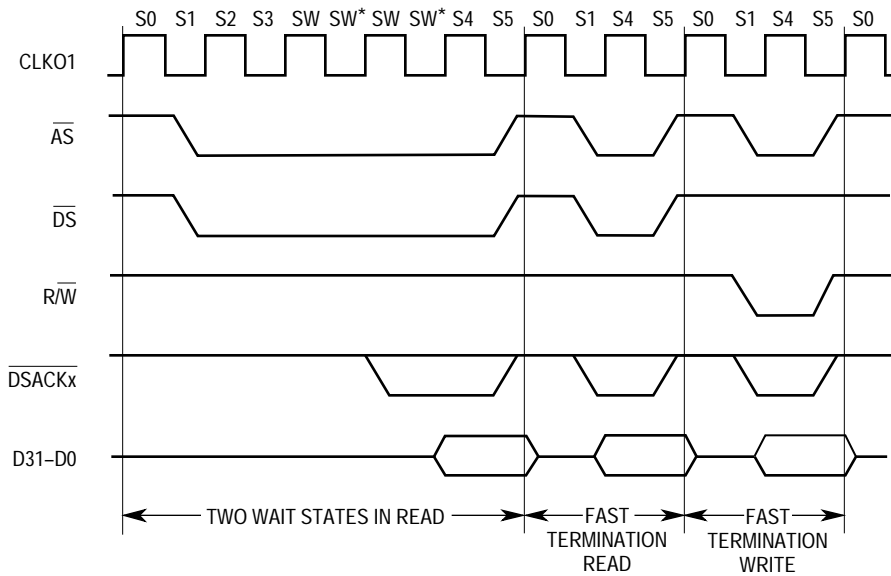 S0 S1 S2 S3 SW SW* SW SW* S4 S5 S0 S1 S4 S5 S0 S1 S4 S5 S0
CLKO1
AS
DS
R/W
DSACKx
D31–D0
TWO WAIT STATES IN READ
FAST
TERMINATION
READ
FAST
TERMINATION
WRITE